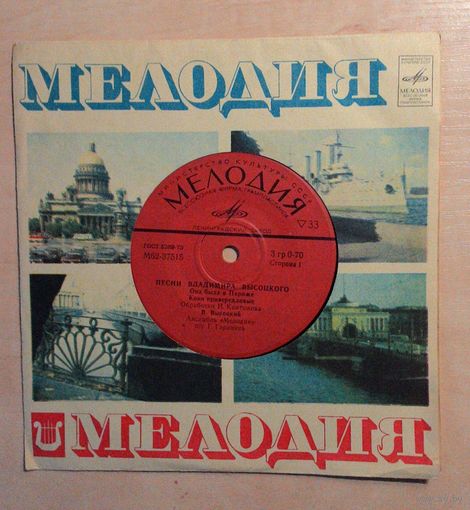 МЕЛОДИЯ
МЕЛОДИЯ
МИНИСТЕРСТВО КУЛЬТУРЫ СССР
МЕЛОДИЯ
ВСЕСОЮЗНАЯ ФИРМА ГРАМПЛАСТИНОК
ЛЕНИНГРАДСКИЙ ЗАВОД
▽33
ГОСТ 5289-73
М62-37515
3 гр.0-70
Сторона 1
ПЕСНИ ВЛАДИМИРА ВЫСОЦКОГО
Она была в Париже
Кони привередливые
В. Высоцкий
Ансамбль «Мелодия»
п/у Г. Гараняна
МЕЛОДИЯ